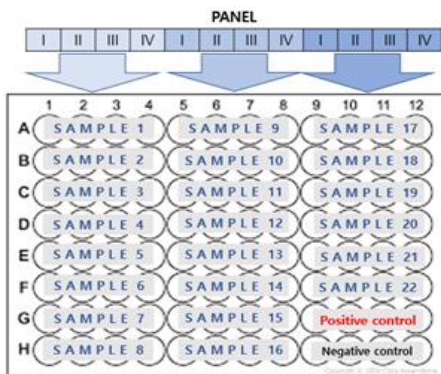 PANEL
I II III IV I II III IV I II III IV
1 2 3 4 5 6 7 8 9 10 11 12
A SAMPLE 1 SAMPLE 9 SAMPLE 17
B SAMPLE 2 SAMPLE 10 SAMPLE 18
C SAMPLE 3 SAMPLE 11 SAMPLE 19
D SAMPLE 4 SAMPLE 12 SAMPLE 20
E SAMPLE 5 SAMPLE 13 SAMPLE 21
F SAMPLE 6 SAMPLE 14 SAMPLE 22
G SAMPLE 7 SAMPLE 15 Positive control
H SAMPLE 8 SAMPLE 16 Negative control